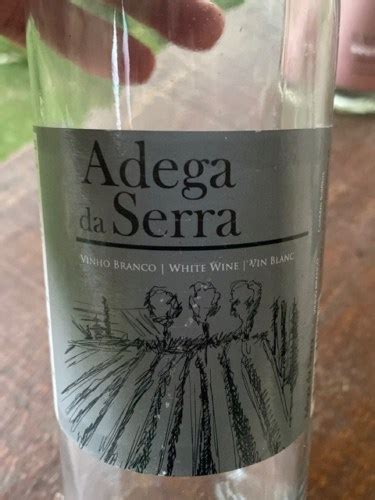 Adega
da Serra
Vinho Branco | White Wine | Vin Blanc